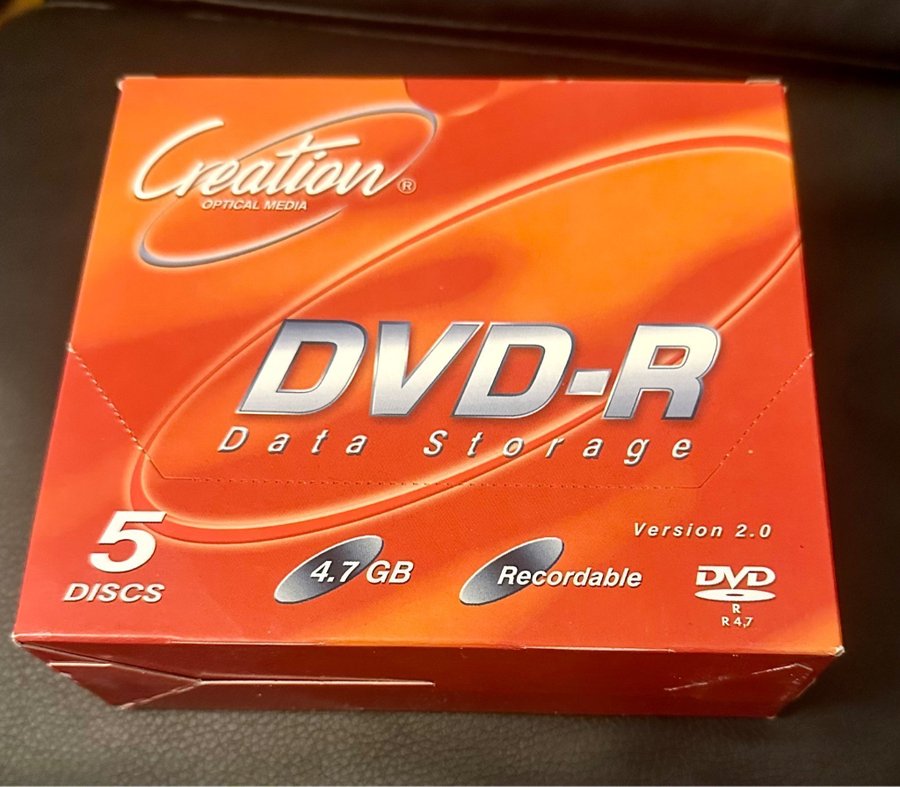 Creation®
OPTICAL MEDIA
DVD-R
Data Storage
Version 2.0
5
DISCS
4.7 GB
Recordable
DVD
R
R 4.7